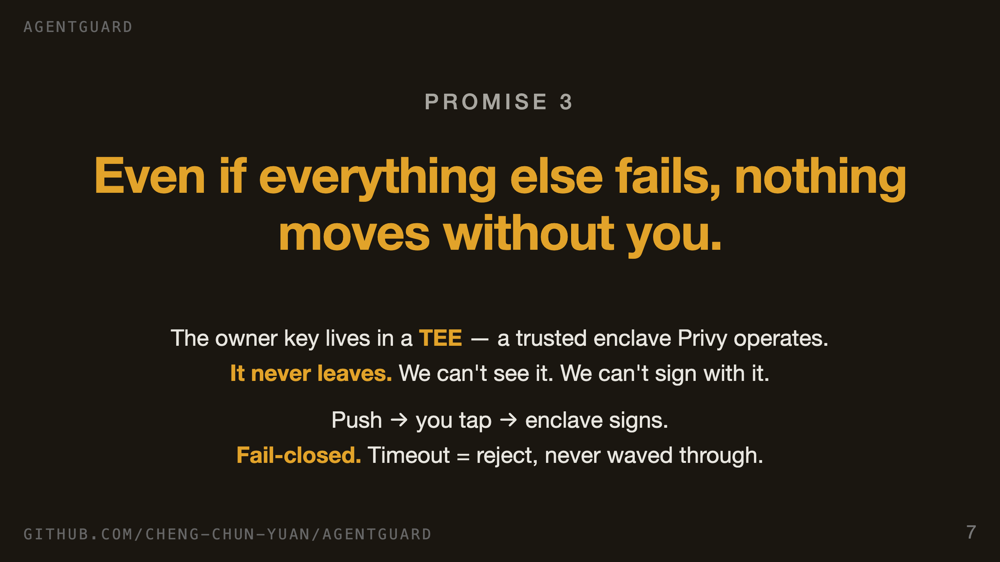 AGENTGUARD
PROMISE 3
Even if everything else fails, nothing
moves without you.
The owner key lives in a TEE — a trusted enclave Privy operates.
It never leaves. We can't see it. We can't sign with it.
Push → you tap → enclave signs.
Fail-closed. Timeout = reject, never waved through.
GITHUB.COM/CHENG-CHUN-YUAN/AGENTGUARD
7